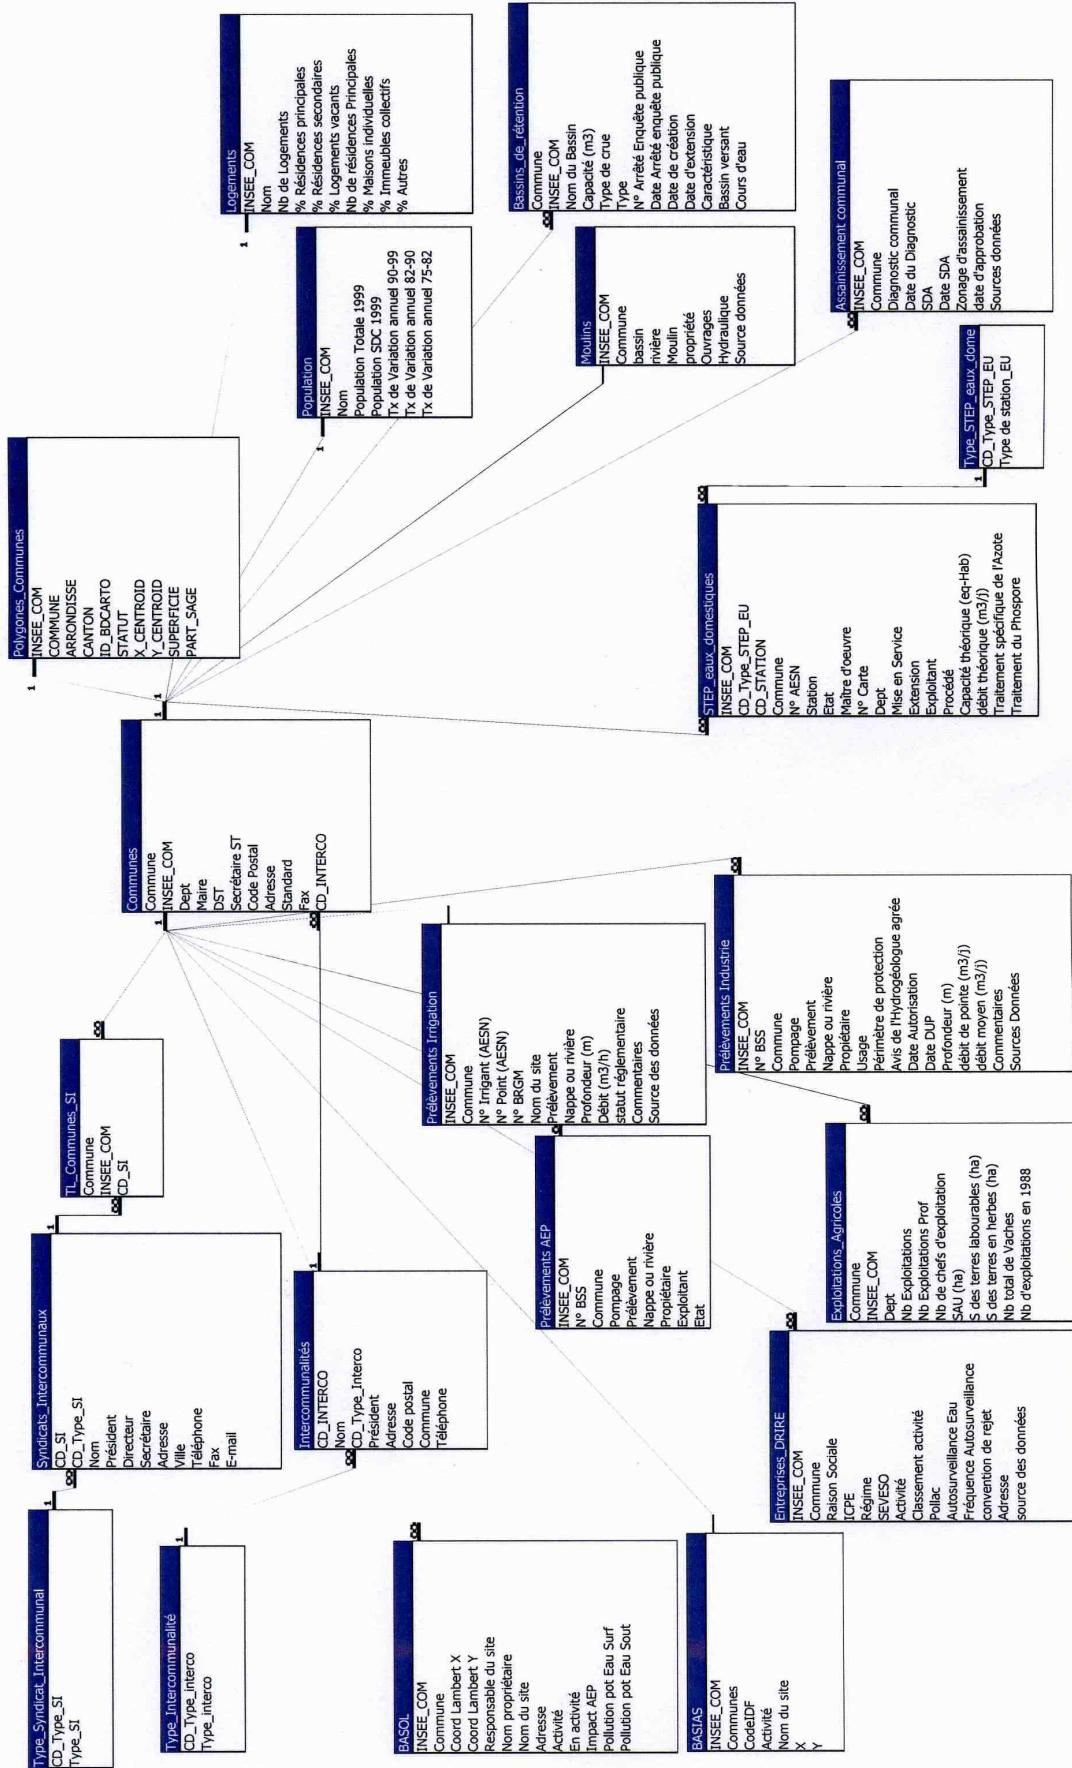 Type_Syndicat_Intercommunal
CD_Type_SI
Type_SI
Syndicats_Intercommunaux
CD_SI
CD_Type_SI
Nom
Président
Directeur
Secrétaire
Adresse
Ville
Téléphone
Fax
E-mail
TL_Communes_SI
Commune
INSEE_COM
CD_SI
Communes
Commune
INSEE_COM
Dept
Maire
DST
Secrétaire ST
Code Postal
Adresse
Standard
Fax
CD_INTERCO
Polygones_Communes
INSEE_COM
COMMUNE
ARRONDISSE
CANTON
ID_BDCARTO
STATUT
X_CENTROID
Y_CENTROID
SUPERFICIE
PART_SAGE
Logements
INSEE_COM
Nom
Nb de Logements
% Résidences principales
% Résidences secondaires
% Logements vacants
Nb de résidences Principales
% Maisons individuelles
% Immeubles collectifs
% Autres
Type_Intercommunalité
CD_Type_interco
Type_interco
Intercommunalités
CD_INTERCO
Nom
CD_Type_Interco
Président
Adresse
Code postal
Commune
Téléphone
Population
INSEE_COM
Nom
Population Totale 1999
Population SDC 1999
Tx de Variation annuel 90-99
Tx de Variation annuel 82-90
Tx de Variation annuel 75-82
BASOL
INSEE_COM
Commune
Coord Lambert X
Coord Lambert Y
Responsable du site
Nom propriétaire
Nom du site
Adresse
Activité
En activité
Impact AEP
Pollution pot Eau Surf
Pollution pot Eau Sout
Prélèvements Irrigation
INSEE_COM
Commune
N° Irrigant (AESN)
N° Point (AESN)
N° BRGM
Nom du site
Prélèvement
Nappe ou rivière
Profondeur (m)
Débit (m3/h)
statut réglementaire
Commentaires
Source des données
Bassins_de_rétention
Commune
INSEE_COM
Nom du Bassin
Capacité (m3)
Type de crue
Type
N° Arrêté Enquête publique
Date Arrêté enquête publique
Date de création
Date d'extension
Caractéristique
Bassin versant
Cours d'eau
Prélèvements AEP
INSEE_COM
N° BSS
Commune
Pompage
Prélèvement
Nappe ou rivière
Propiétaire
Exploitant
Etat
Moulins
INSEE_COM
Commune
bassin
rivière
Moulin
propriété
Ouvrages
Hydraulique
Source données
BASIAS
INSEE_COM
Communes
CodeIDF
Activité
Nom du site
X
Y
Prélèvements Industrie
INSEE_COM
N° BSS
Commune
Pompage
Prélèvement
Nappe ou rivière
Propiétaire
Usage
Périmètre de protection
Avis de l'Hydrogéologue agrée
Date Autorisation
Date DUP
Profondeur (m)
débit de pointe (m3/j)
débit moyen (m3/j)
Commentaires
Sources Données
STEP_eaux_domestiques
INSEE_COM
CD_Type_STEP_EU
CD_STATION
Commune
N° AESN
Station
Etat
Maître d'oeuvre
N° Carte
Dept
Mise en Service
Extension
Exploitant
Procédé
Capacité théorique (eq-Hab)
débit théorique (m3/j)
Traitement spécifique de l'Azote
Traitement du Phospore
Entreprises_DRIRE
INSEE_COM
Commune
Raison Sociale
ICPE
Régime
SEVESO
Activité
Classement activité
Pollac
Autosurveillance Eau
Fréquence Autosurveillance
convention de rejet
Adresse
source des données
Exploitations_Agricoles
Commune
INSEE_COM
Dept
Nb Exploitations
Nb Exploitations Prof
Nb de chefs d'exploitation
SAU (ha)
S des terres labourables (ha)
S des terres en herbes (ha)
Nb total de Vaches
Nb d'exploitations en 1988
Assainissement communal
INSEE_COM
Commune
Diagnostic communal
Date du Diagnostic
SDA
Date SDA
Zonage d'assainissement
date d'approbation
Sources données
Type_STEP_eaux_dome
CD_Type_STEP_EU
Type de station_EU